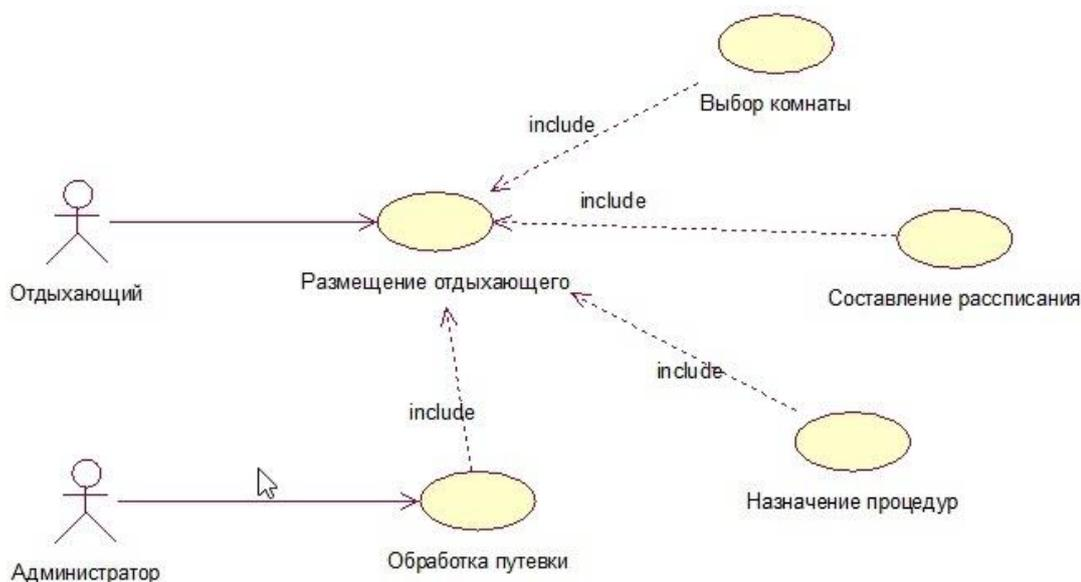 Выбор комнаты
include
include
Отдыхающий
Размещение отдыхающего
Составление рассписания
include
include
Назначение процедур
Обработка путевки
Администратор